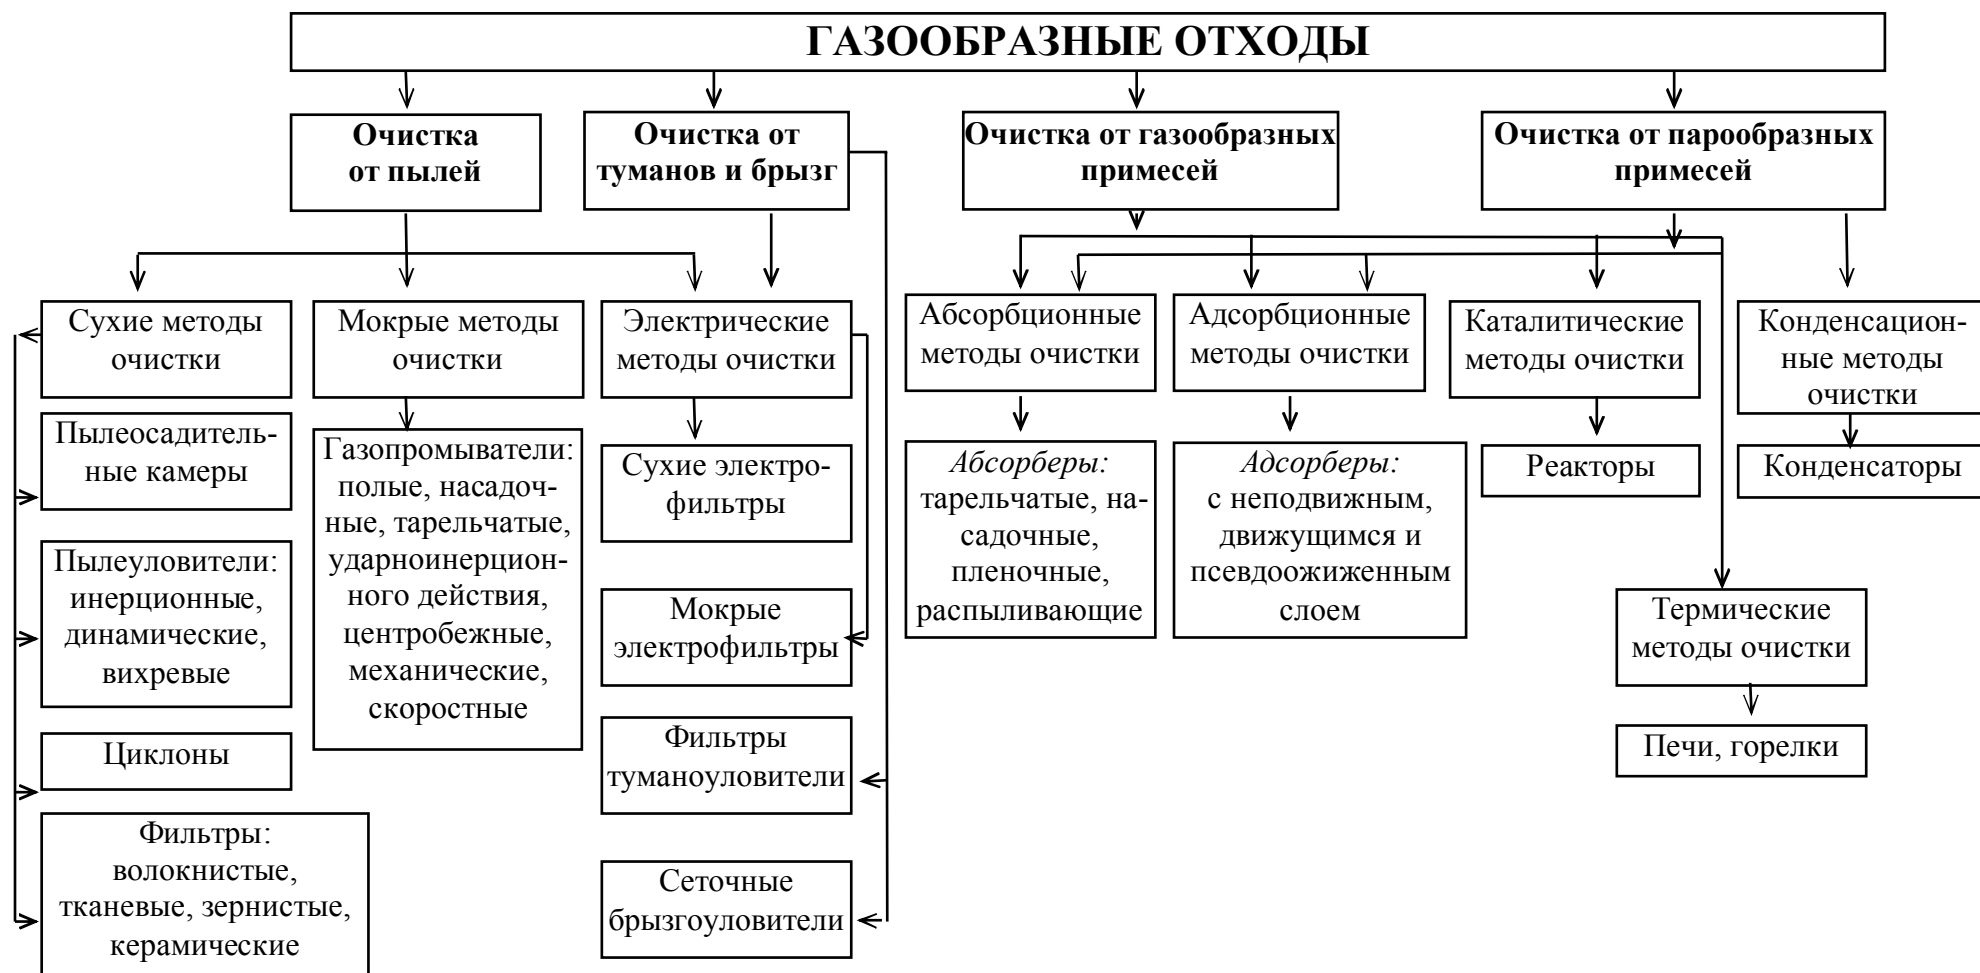 ГАЗООБРАЗНЫЕ ОТХОДЫ
Очистка
от пылей
Очистка от
туманов и брызг
Очистка от газообразных
примесей
Очистка от парообразных
примесей
Сухие методы
очистки
Мокрые методы
очистки
Электрические
методы очистки
Абсорбционные
методы очистки
Адсорбционные
методы очистки
Каталитические
методы очистки
Конденсацион-
ные методы
очистки
Пылеосадитель-
ные камеры
Пылеуловители:
инерционные,
динамические,
вихревые
Циклоны
Фильтры:
волокнистые,
тканевые, зернистые,
керамические
Газопромыватели:
полые, насадоч-
ные, тарельчатые,
ударноинерцион-
ного действия,
центробежные,
механические,
скоростные
Сухие электро-
фильтры
Мокрые
электрофильтры
Фильтры
туманоуловители
Сеточные
брызгоуловители
Абсорберы:
тарельчатые, на-
садочные,
пленочные,
распыливающие
Адсорберы:
с неподвижным,
движущимся и
псевдоожиженным
слоем
Реакторы
Конденсаторы
Термические
методы очистки
Печи, горелки